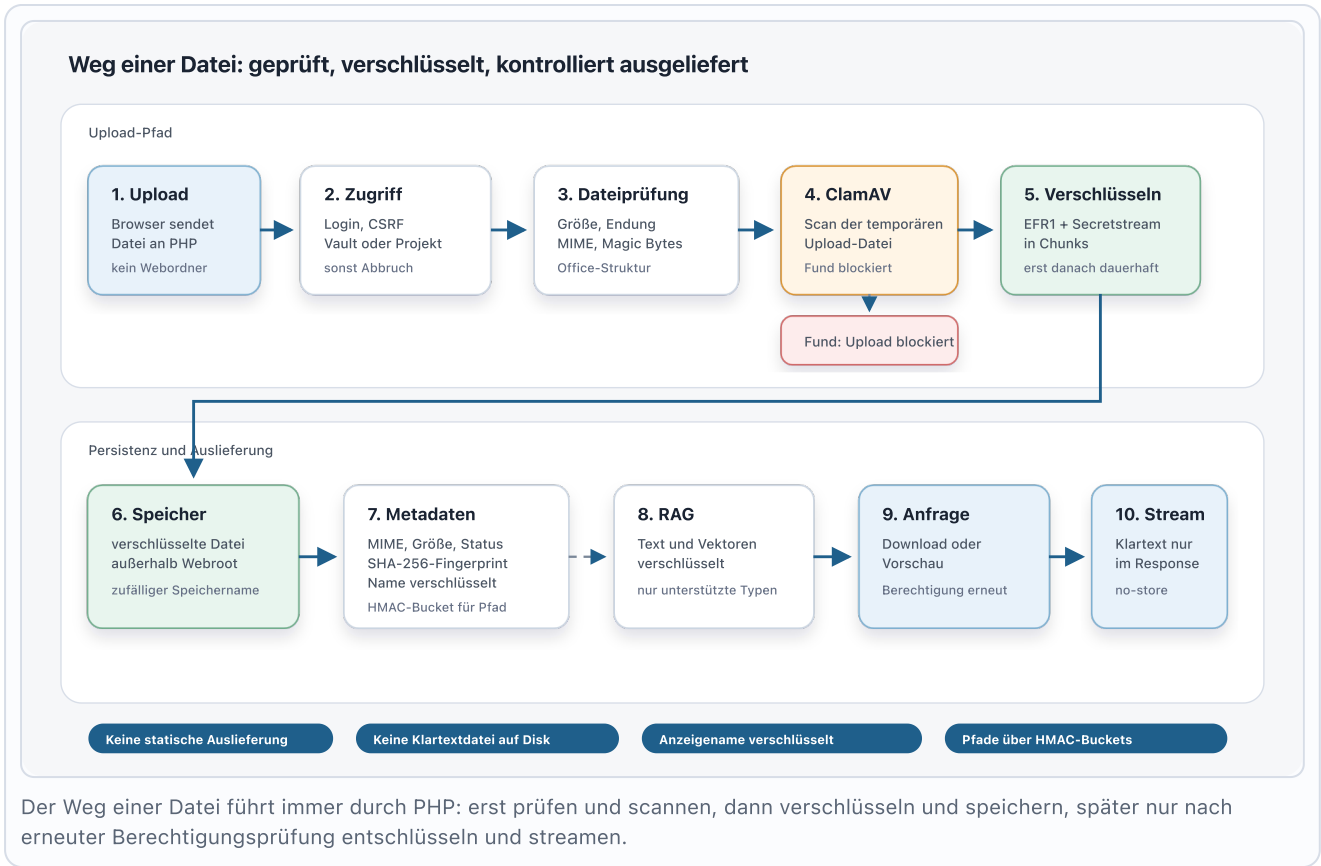 Weg einer Datei: geprüft, verschlüsselt, kontrolliert ausgeliefert
Upload-Pfad
1. Upload
Browser sendet
Datei an PHP
kein Webordner
2. Zugriff
Login, CSRF
Vault oder Projekt
sonst Abbruch
3. Dateiprüfung
Größe, Endung
MIME, Magic Bytes
Office-Struktur
4. ClamAV
Scan der temporären
Upload-Datei
Fund blockiert
Fund: Upload blockiert
5. Verschlüsseln
EFR1 + Secretstream
in Chunks
erst danach dauerhaft
Persistenz und Auslieferung
6. Speicher
verschlüsselte Datei
außerhalb Webroot
zufälliger Speichername
7. Metadaten
MIME, Größe, Status
SHA-256-Fingerprint
Name verschlüsselt
HMAC-Bucket für Pfad
8. RAG
Text und Vektoren
verschlüsselt
nur unterstützte Typen
9. Anfrage
Download oder
Vorschau
Berechtigung erneut
10. Stream
Klartext nur
im Response
no-store
Keine statische Auslieferung
Keine Klartextdatei auf Disk
Anzeigename verschlüsselt
Pfade über HMAC-Buckets
Der Weg einer Datei führt immer durch PHP: erst prüfen und scannen, dann verschlüsseln und speichern, später nur nach
erneuter Berechtigungsprüfung entschlüsseln und streamen.